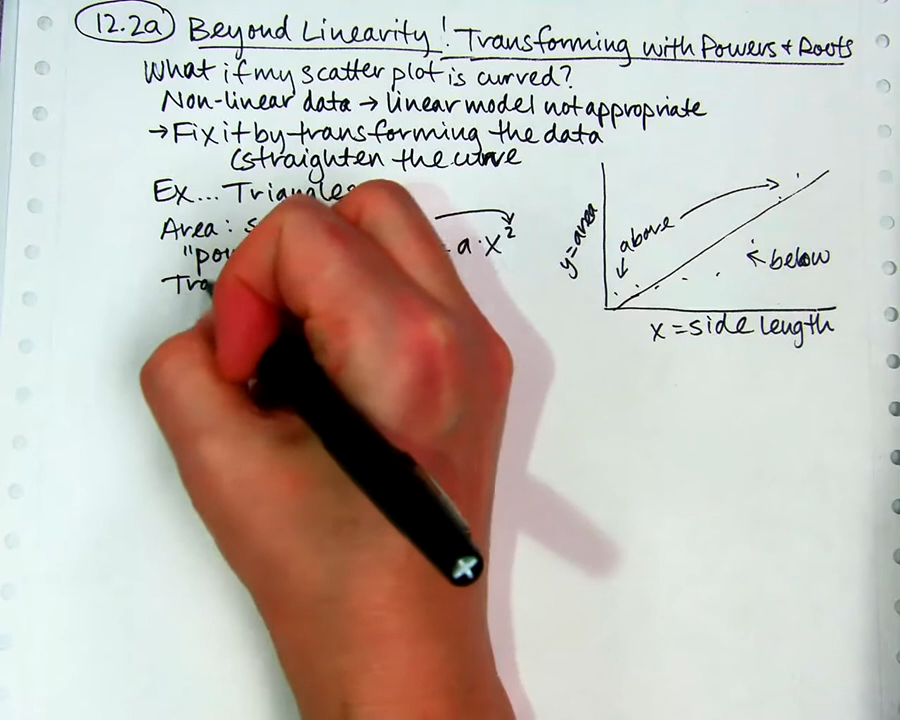 12.2a Beyond Linearity! Transforming with Powers + Roots
What if my scatter plot is curved?
Non-linear data → linear model not appropriate
→ Fix it by transforming the data
(straighten the curve
Ex... Triangles
Area:
a·x²
y=area
above
below
x = side length